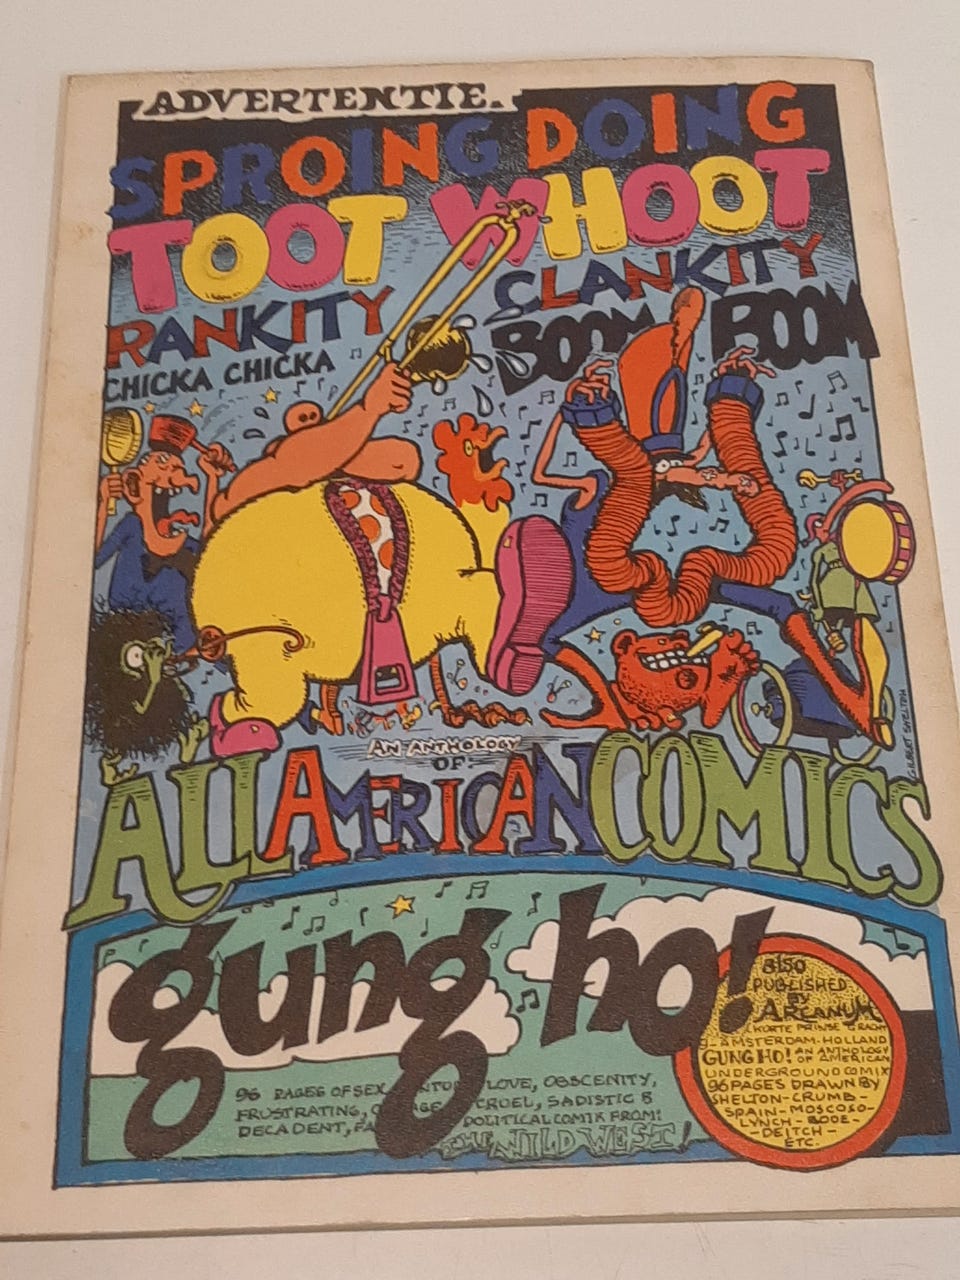 ADVERTENTIE.
SPROING DOING
TOOT WHOOT
RANKITY CLANKITY
CHICKA CHICKA BOOM BOOM
GILBERT SHELTON
AN ANTHOLOGY
OF
ALL AMERICAN COMICS
gung ho!
also
PUBLISHED
BY
ARCANUM
KORTE PRINSE GRACHT
- AMSTERDAM - HOLLAND
GUNG HO! AN ANTHOLOGY
OF AMERICAN
UNDERGROUND COMIX
96 PAGES DRAWN BY
SHELTON - CRUMB -
SPAIN - MOSCOSO -
LYNCH - BODE -
- DEITCH -
ETC.
96 PAGES OF SEX LOVE, OBSCENITY,
FRUSTRATING, CRUEL, SADISTIC &
DECADENT, POLITICAL COMIX FROM:
THE WILD WEST!